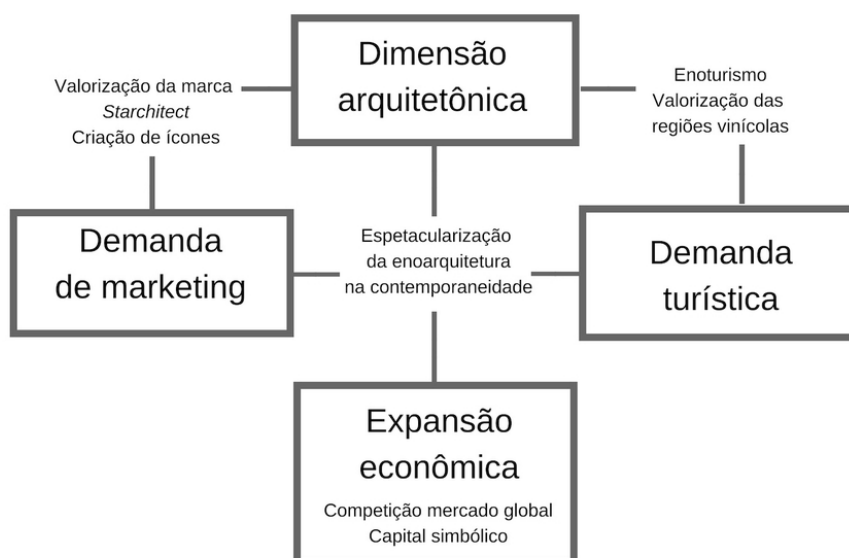 Dimensão
arquitetônica
Valorização da marca
Starchitect
Criação de ícones
Enoturismo
Valorização das
regiões vinícolas
Demanda
de marketing
Espetacularização
da enoarquitetura
na contemporaneidade
Demanda
turística
Expansão
econômica
Competição mercado global
Capital simbólico